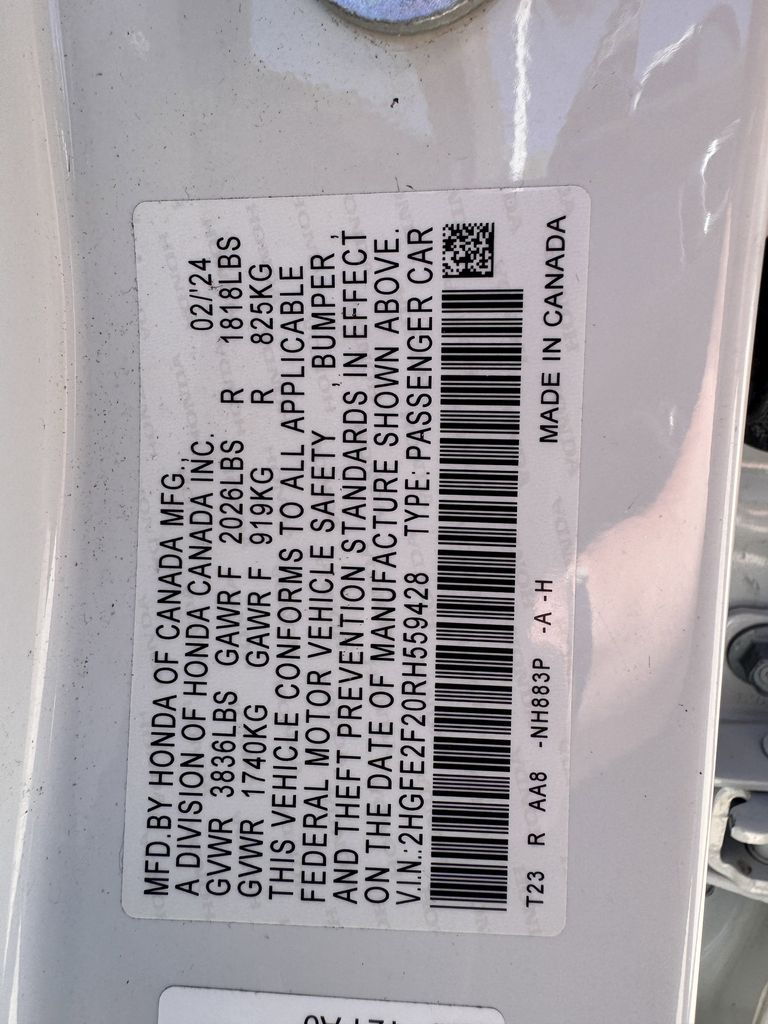 MFD.BY HONDA OF CANADA MFG.,
A DIVISION OF HONDA CANADA INC. 02/'24
GVWR 3836LBS GAWR F 2026LBS R 1818LBS
GVWR 1740KG GAWR F 919KG R 825KG
THIS VEHICLE CONFORMS TO ALL APPLICABLE
FEDERAL MOTOR VEHICLE SAFETY, BUMPER,
AND THEFT PREVENTION STANDARDS IN EFFECT
ON THE DATE OF MANUFACTURE SHOWN ABOVE.
V.I.N.:2HGFE2F20RH559428 TYPE:PASSENGER CAR
T23 R AA8 -NH883P -A -H MADE IN CANADA